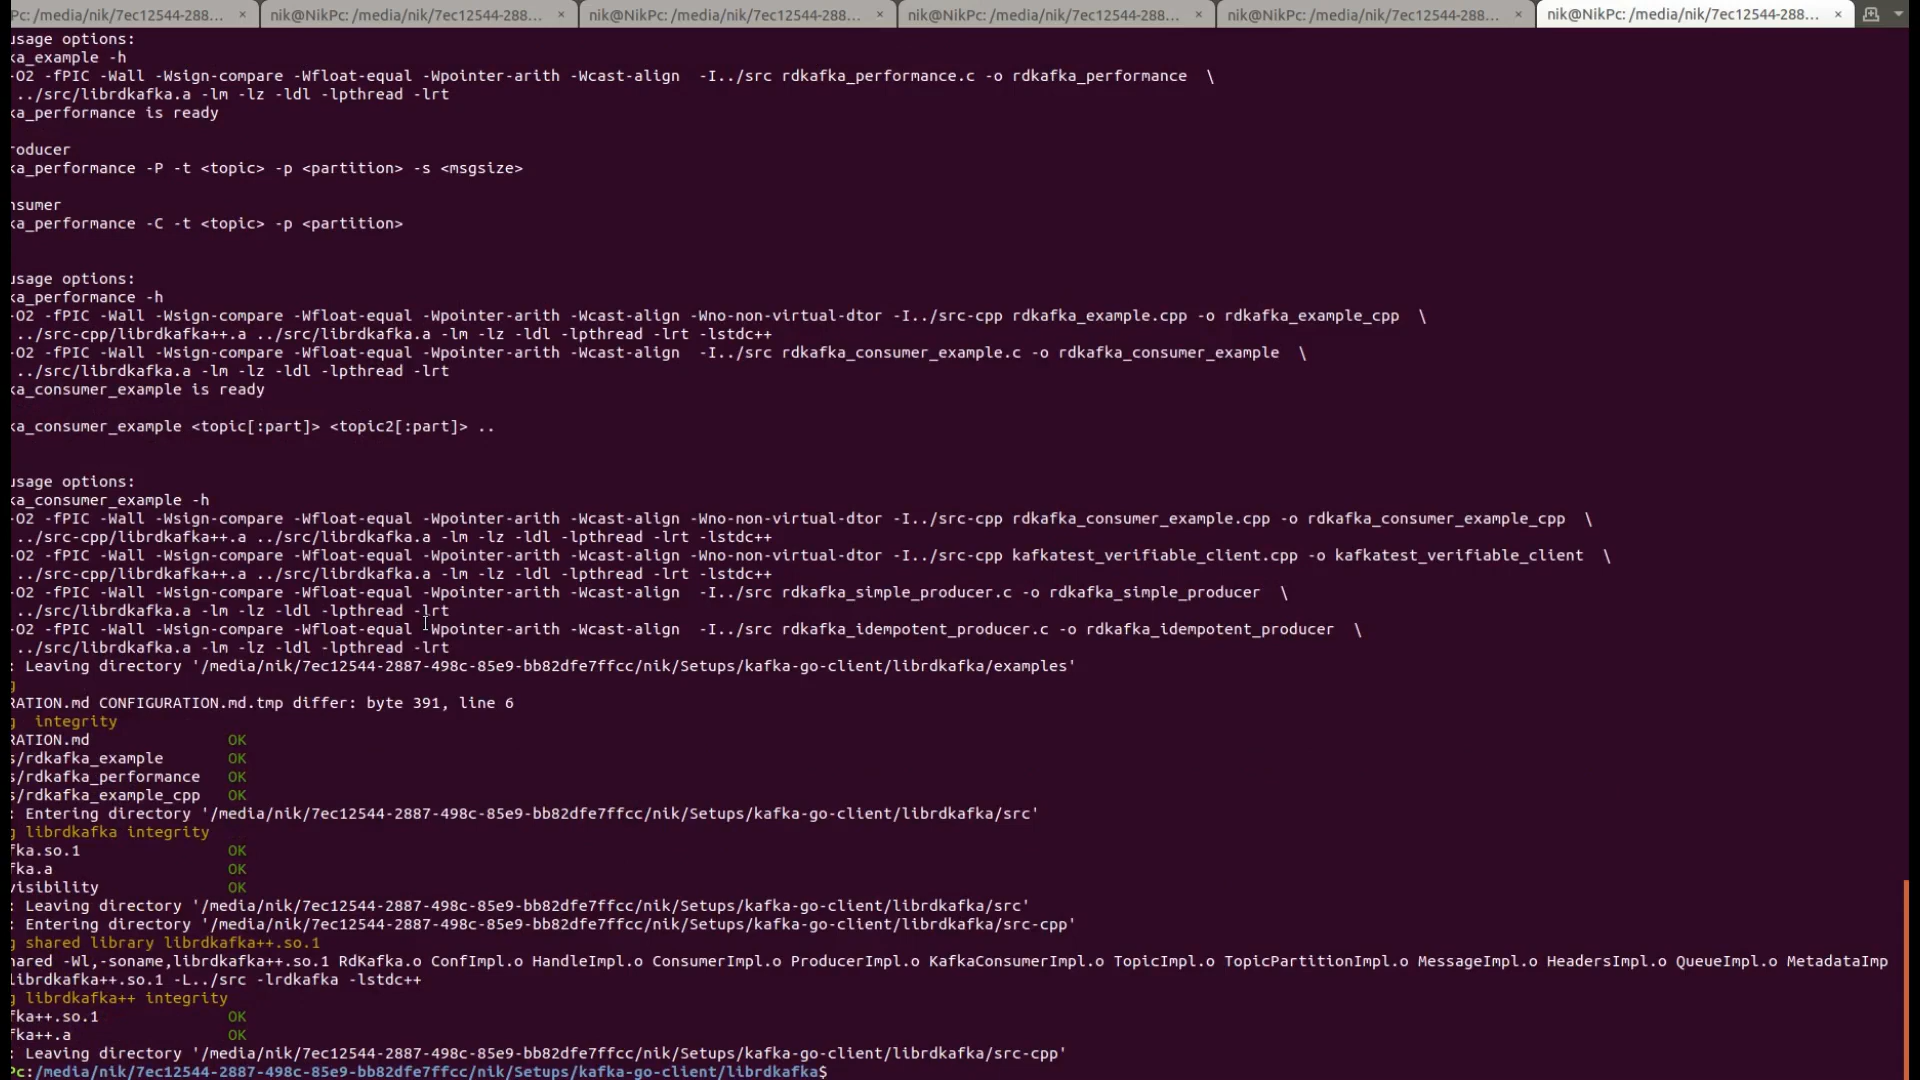 Pc: /media/nik/7ec12544-288... × nik@NikPc: /media/nik/7ec12544-288... × nik@NikPc: /media/nik/7ec12544-288... × nik@NikPc: /media/nik/7ec12544-288... × nik@NikPc: /media/nik/7ec12544-288... × nik@NikPc: /media/nik/7ec12544-288... ×
usage options:
ka_example -h
-O2 -fPIC -Wall -Wsign-compare -Wfloat-equal -Wpointer-arith -Wcast-align  -I../src rdkafka_performance.c -o rdkafka_performance  \
../src/librdkafka.a -lm -lz -ldl -lpthread -lrt
ka_performance is ready
roducer
ka_performance -P -t <topic> -p <partition> -s <msgsize>
nsumer
ka_performance -C -t <topic> -p <partition>
usage options:
ka_performance -h
-O2 -fPIC -Wall -Wsign-compare -Wfloat-equal -Wpointer-arith -Wcast-align -Wno-non-virtual-dtor -I../src-cpp rdkafka_example.cpp -o rdkafka_example_cpp  \
../src-cpp/librdkafka++.a ../src/librdkafka.a -lm -lz -ldl -lpthread -lrt -lstdc++
-O2 -fPIC -Wall -Wsign-compare -Wfloat-equal -Wpointer-arith -Wcast-align  -I../src rdkafka_consumer_example.c -o rdkafka_consumer_example  \
../src/librdkafka.a -lm -lz -ldl -lpthread -lrt
ka_consumer_example is ready
ka_consumer_example <topic[:part]> <topic2[:part]> ..
usage options:
ka_consumer_example -h
-O2 -fPIC -Wall -Wsign-compare -Wfloat-equal -Wpointer-arith -Wcast-align -Wno-non-virtual-dtor -I../src-cpp rdkafka_consumer_example.cpp -o rdkafka_consumer_example_cpp  \
../src-cpp/librdkafka++.a ../src/librdkafka.a -lm -lz -ldl -lpthread -lrt -lstdc++
-O2 -fPIC -Wall -Wsign-compare -Wfloat-equal -Wpointer-arith -Wcast-align -Wno-non-virtual-dtor -I../src-cpp kafkatest_verifiable_client.cpp -o kafkatest_verifiable_client  \
../src-cpp/librdkafka++.a ../src/librdkafka.a -lm -lz -ldl -lpthread -lrt -lstdc++
-O2 -fPIC -Wall -Wsign-compare -Wfloat-equal -Wpointer-arith -Wcast-align  -I../src rdkafka_simple_producer.c -o rdkafka_simple_producer  \
../src/librdkafka.a -lm -lz -ldl -lpthread -lrt
-O2 -fPIC -Wall -Wsign-compare -Wfloat-equal -Wpointer-arith -Wcast-align  -I../src rdkafka_idempotent_producer.c -o rdkafka_idempotent_producer  \
../src/librdkafka.a -lm -lz -ldl -lpthread -lrt
: Leaving directory '/media/nik/7ec12544-2887-498c-85e9-bb82dfe7ffcc/nik/Setups/kafka-go-client/librdkafka/examples'
g
RATION.md CONFIGURATION.md.tmp differ: byte 391, line 6
g  integrity
RATION.md OK
s/rdkafka_example OK
s/rdkafka_performance OK
s/rdkafka_example_cpp OK
: Entering directory '/media/nik/7ec12544-2887-498c-85e9-bb82dfe7ffcc/nik/Setups/kafka-go-client/librdkafka/src'
g librdkafka integrity
fka.so.1 OK
fka.a OK
visibility OK
: Leaving directory '/media/nik/7ec12544-2887-498c-85e9-bb82dfe7ffcc/nik/Setups/kafka-go-client/librdkafka/src'
: Entering directory '/media/nik/7ec12544-2887-498c-85e9-bb82dfe7ffcc/nik/Setups/kafka-go-client/librdkafka/src-cpp'
g shared library librdkafka++.so.1
hared -Wl,-soname,librdkafka++.so.1 RdKafka.o ConfImpl.o HandleImpl.o ConsumerImpl.o ProducerImpl.o KafkaConsumerImpl.o TopicImpl.o TopicPartitionImpl.o MessageImpl.o HeadersImpl.o QueueImpl.o MetadataImp
librdkafka++.so.1 -L../src -lrdkafka -lstdc++
g librdkafka++ integrity
fka++.so.1 OK
fka++.a OK
: Leaving directory '/media/nik/7ec12544-2887-498c-85e9-bb82dfe7ffcc/nik/Setups/kafka-go-client/librdkafka/src-cpp'
Pc:/media/nik/7ec12544-2887-498c-85e9-bb82dfe7ffcc/nik/Setups/kafka-go-client/librdkafka$